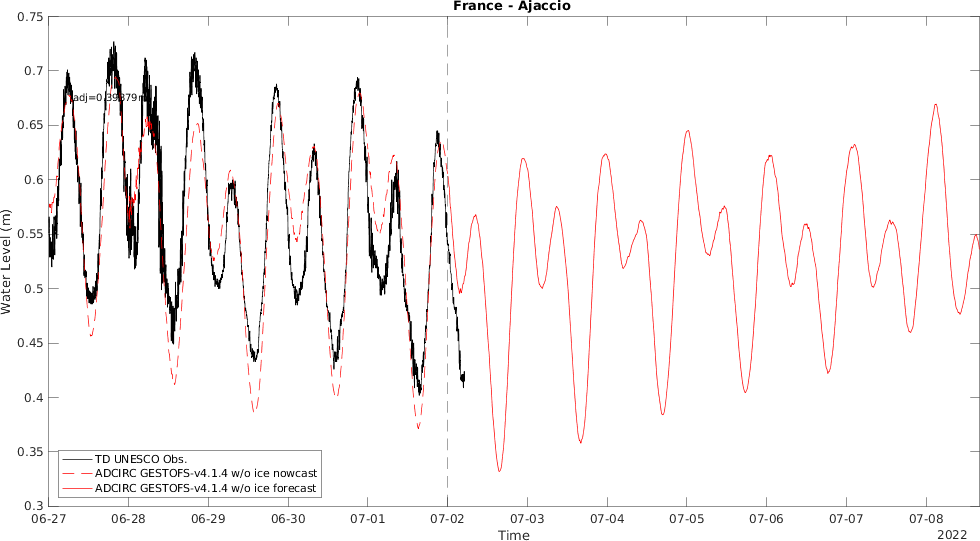 France - Ajaccio
0.75
0.7
0.65
0.6
0.55
0.5
0.45
0.4
0.35
0.3
Water Level (m)
TD UNESCO Obs.
ADCIRC GESTOFS-v4.1.4 w/o ice nowcast
ADCIRC GESTOFS-v4.1.4 w/o ice forecast
06-27 06-28 06-29 06-30 07-01 07-02 07-03 07-04 07-05 07-06 07-07 07-08
Time
2022